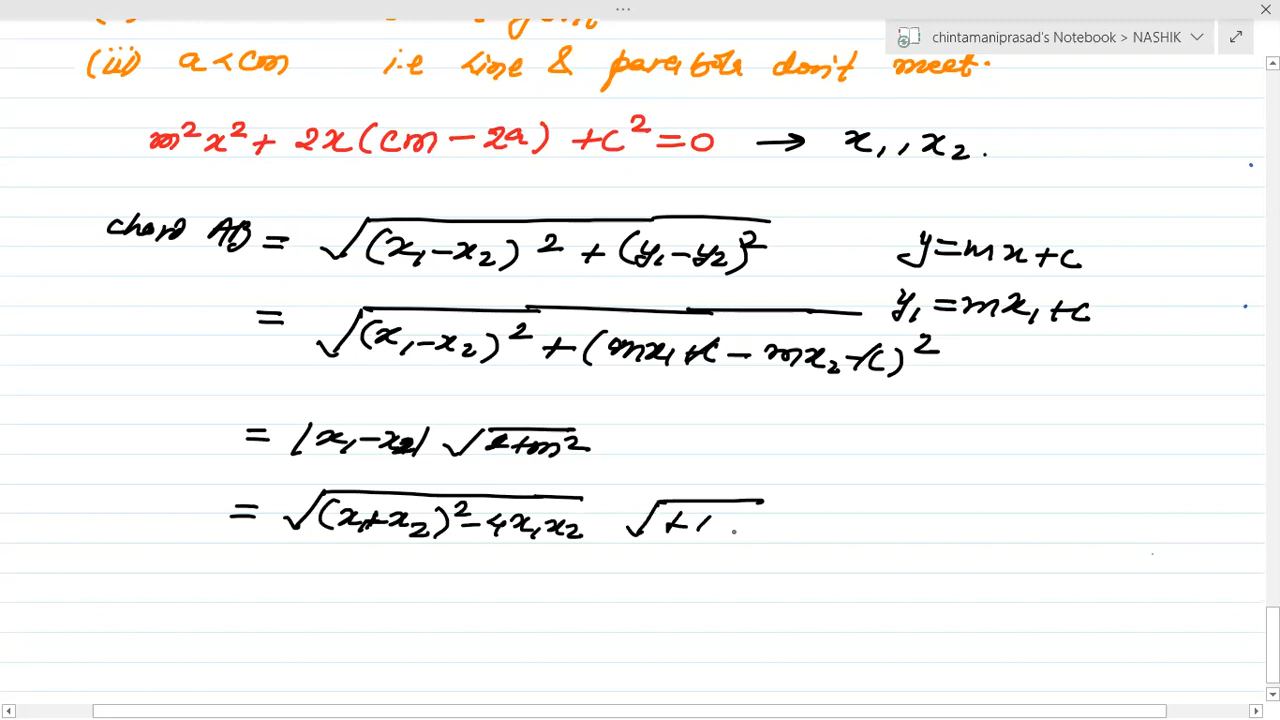 chintamaniprasad's Notebook > NASHIK
(iii) a < cm i.e line & parabola don't meet.
m²x² + 2x(cm - 2a) + c² = 0 → x₁, x₂.
chord AB = √((x₁-x₂)² + (y₁-y₂)²) y = mx + c
= √((x₁-x₂)² + (mx₁+c - mx₂-c)²) y₁ = mx₁ + c
= |x₁-x₂| √(1+m²)
= √((x₁+x₂)² - 4x₁x₂) √